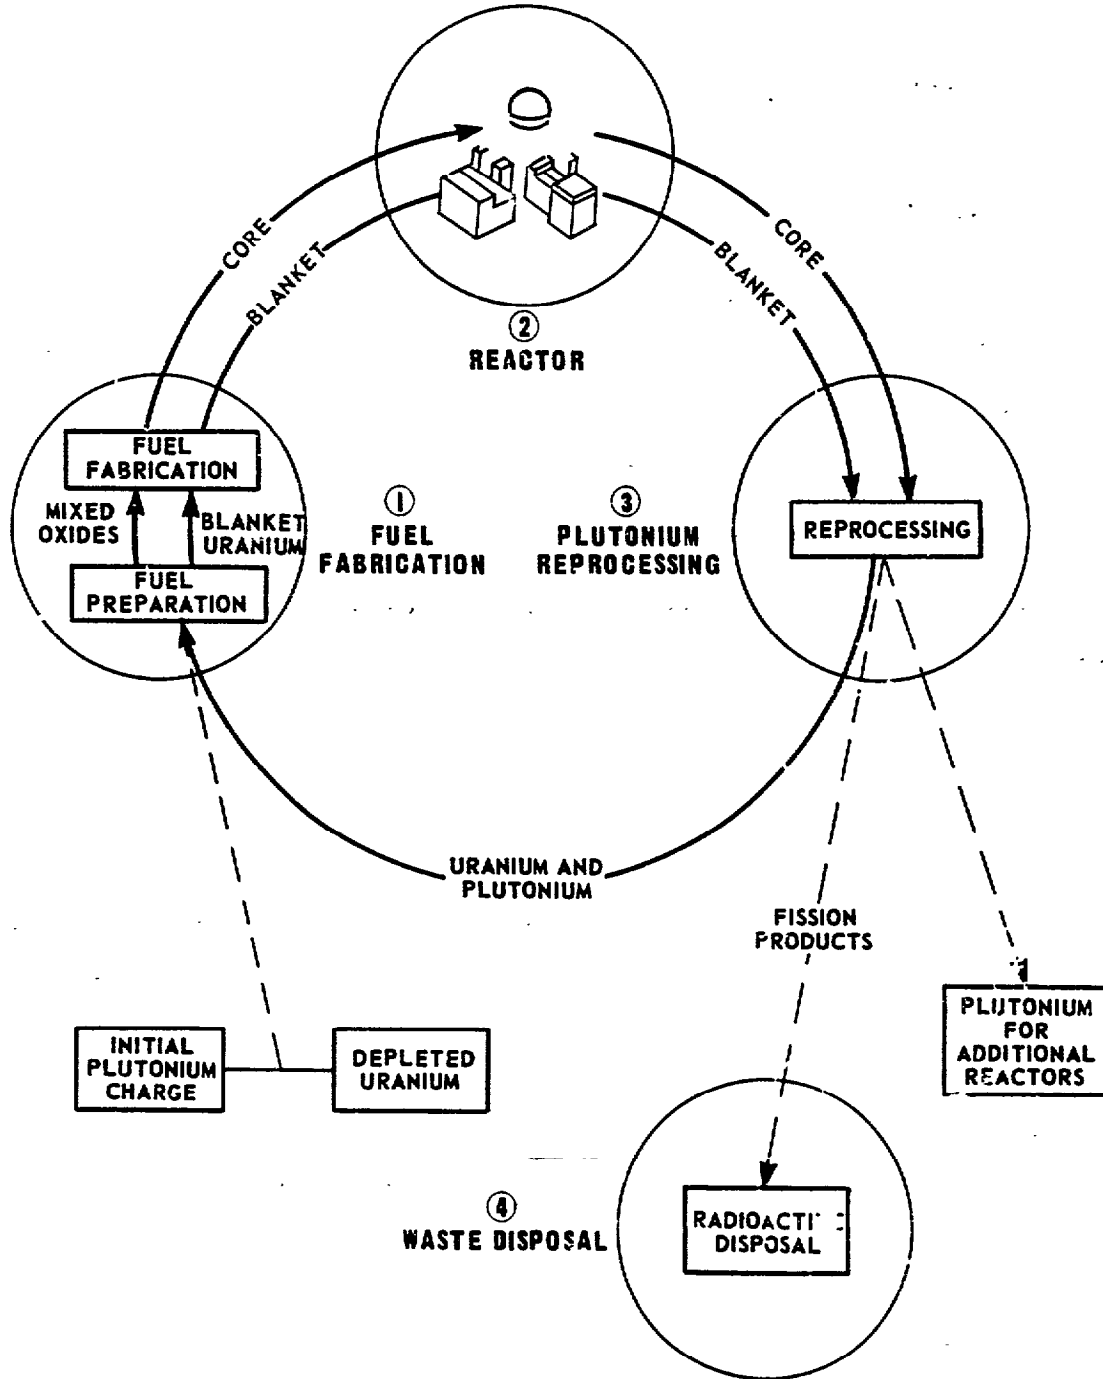 CORE
BLANKET
CORE
BLANKET
②
REACTOR
FUEL
FABRICATION
MIXED
OXIDES
BLANKET
URANIUM
FUEL
PREPARATION
①
FUEL
FABRICATION
③
PLUTONIUM
REPROCESSING
REPROCESSING
URANIUM AND
PLUTONIUM
FISSION
PRODUCTS
INITIAL
PLUTONIUM
CHARGE
DEPLETED
URANIUM
PLUTONIUM
FOR
ADDITIONAL
REACTORS
④
WASTE DISPOSAL
DISPOSAL